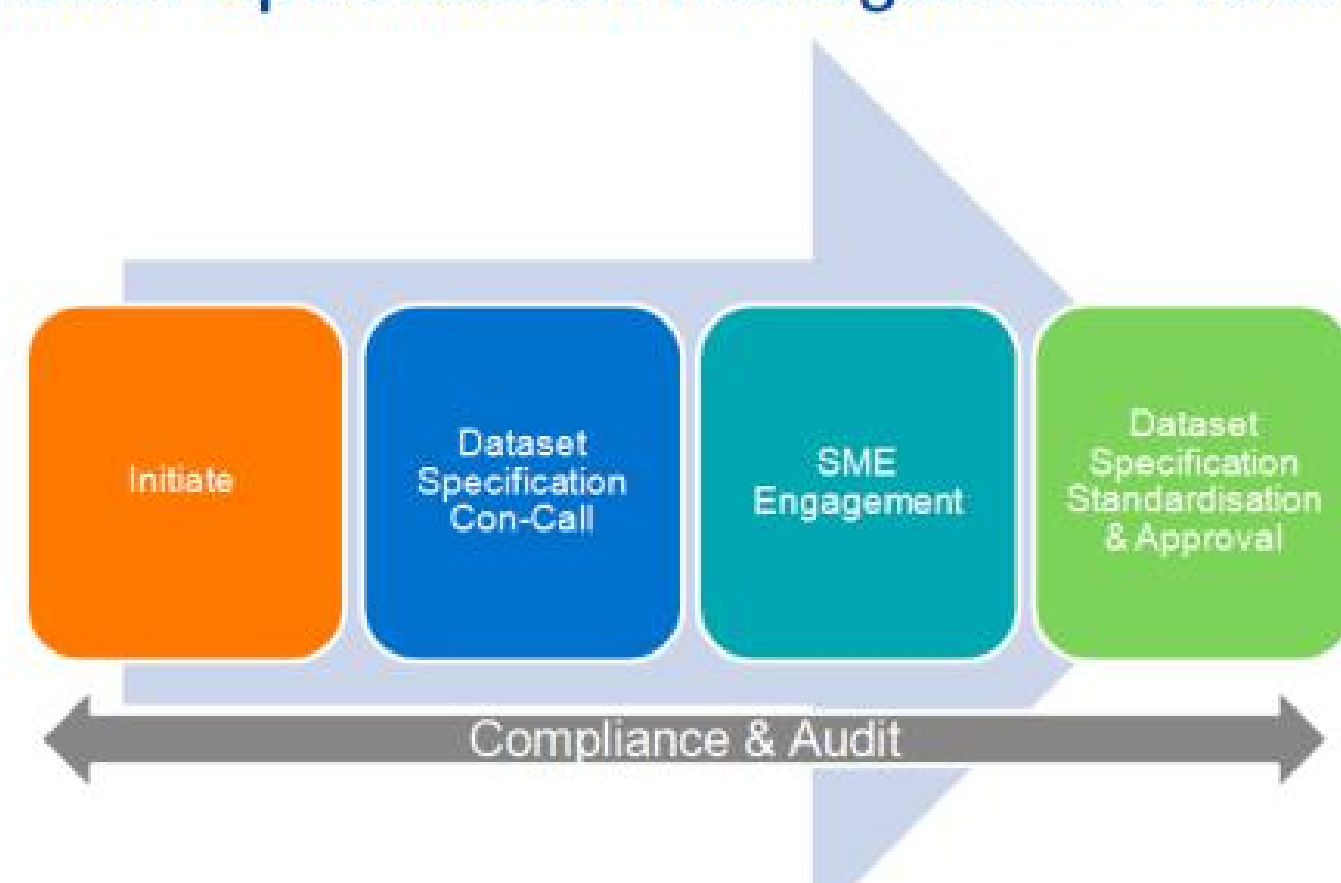 Initiate
Dataset
Specification
Con-Call
SME
Engagement
Dataset
Specification
Standardisation
& Approval
Compliance & Audit